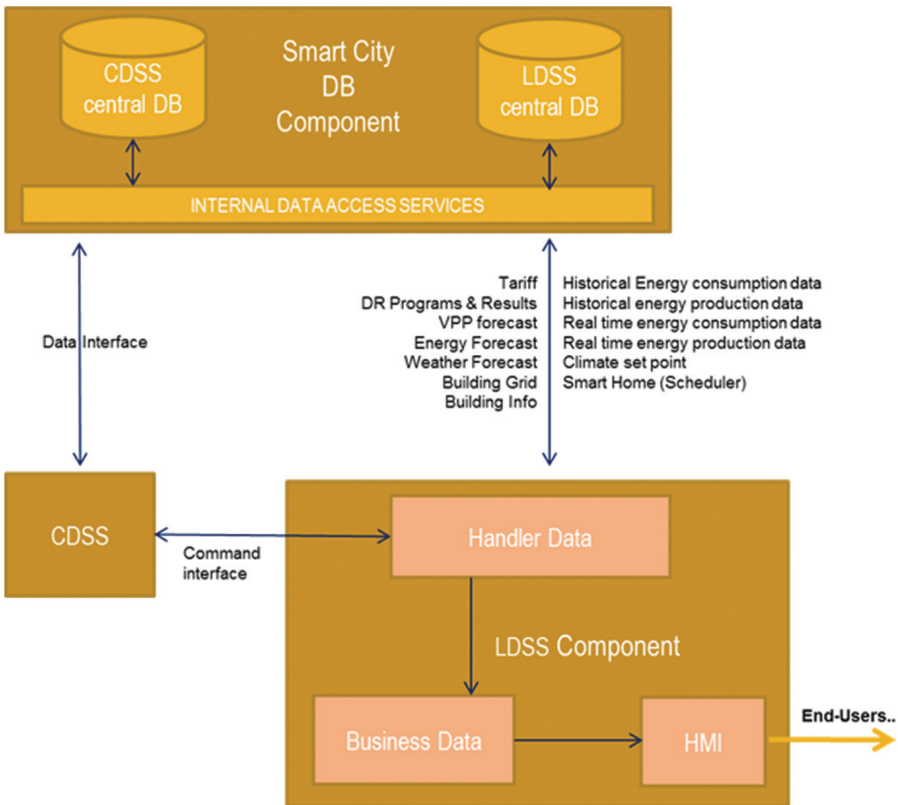 CDSS
central DB
Smart City
DB
Component
LDSS
central DB
INTERNAL DATA ACCESS SERVICES
Data Interface
Tariff
DR Programs & Results
VPP forecast
Energy Forecast
Weather Forecast
Building Grid
Building Info
Historical Energy consumption data
Historical energy production data
Real time energy consumption data
Real time energy production data
Climate set point
Smart Home (Scheduler)
CDSS
Command
interface
Handler Data
LDSS Component
Business Data
HMI
End-Users..